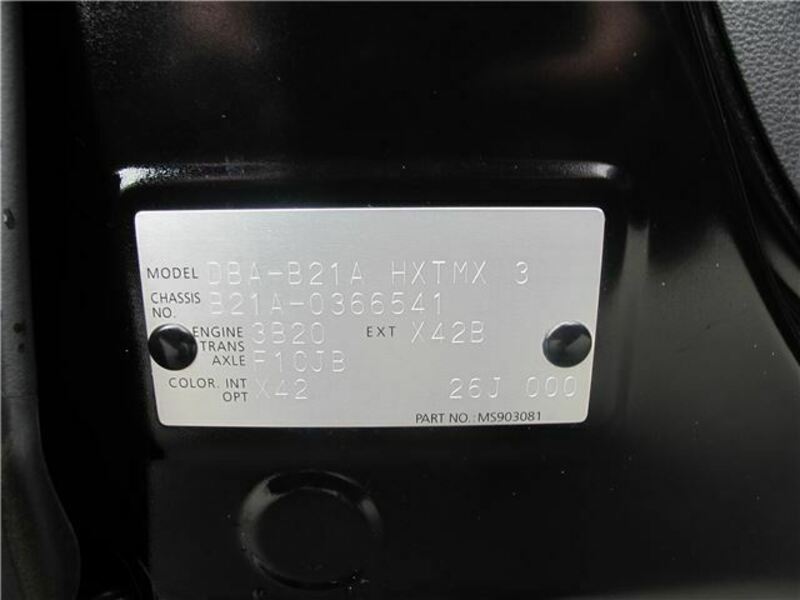 MODEL DBA-B21A HXTMX 3
CHASSIS NO. B21A-0366541
ENGINE 3B20 EXT X42B
TRANS AXLE F1CJB
COLOR. INT OPT X42 26J 000
PART NO.: MS903081